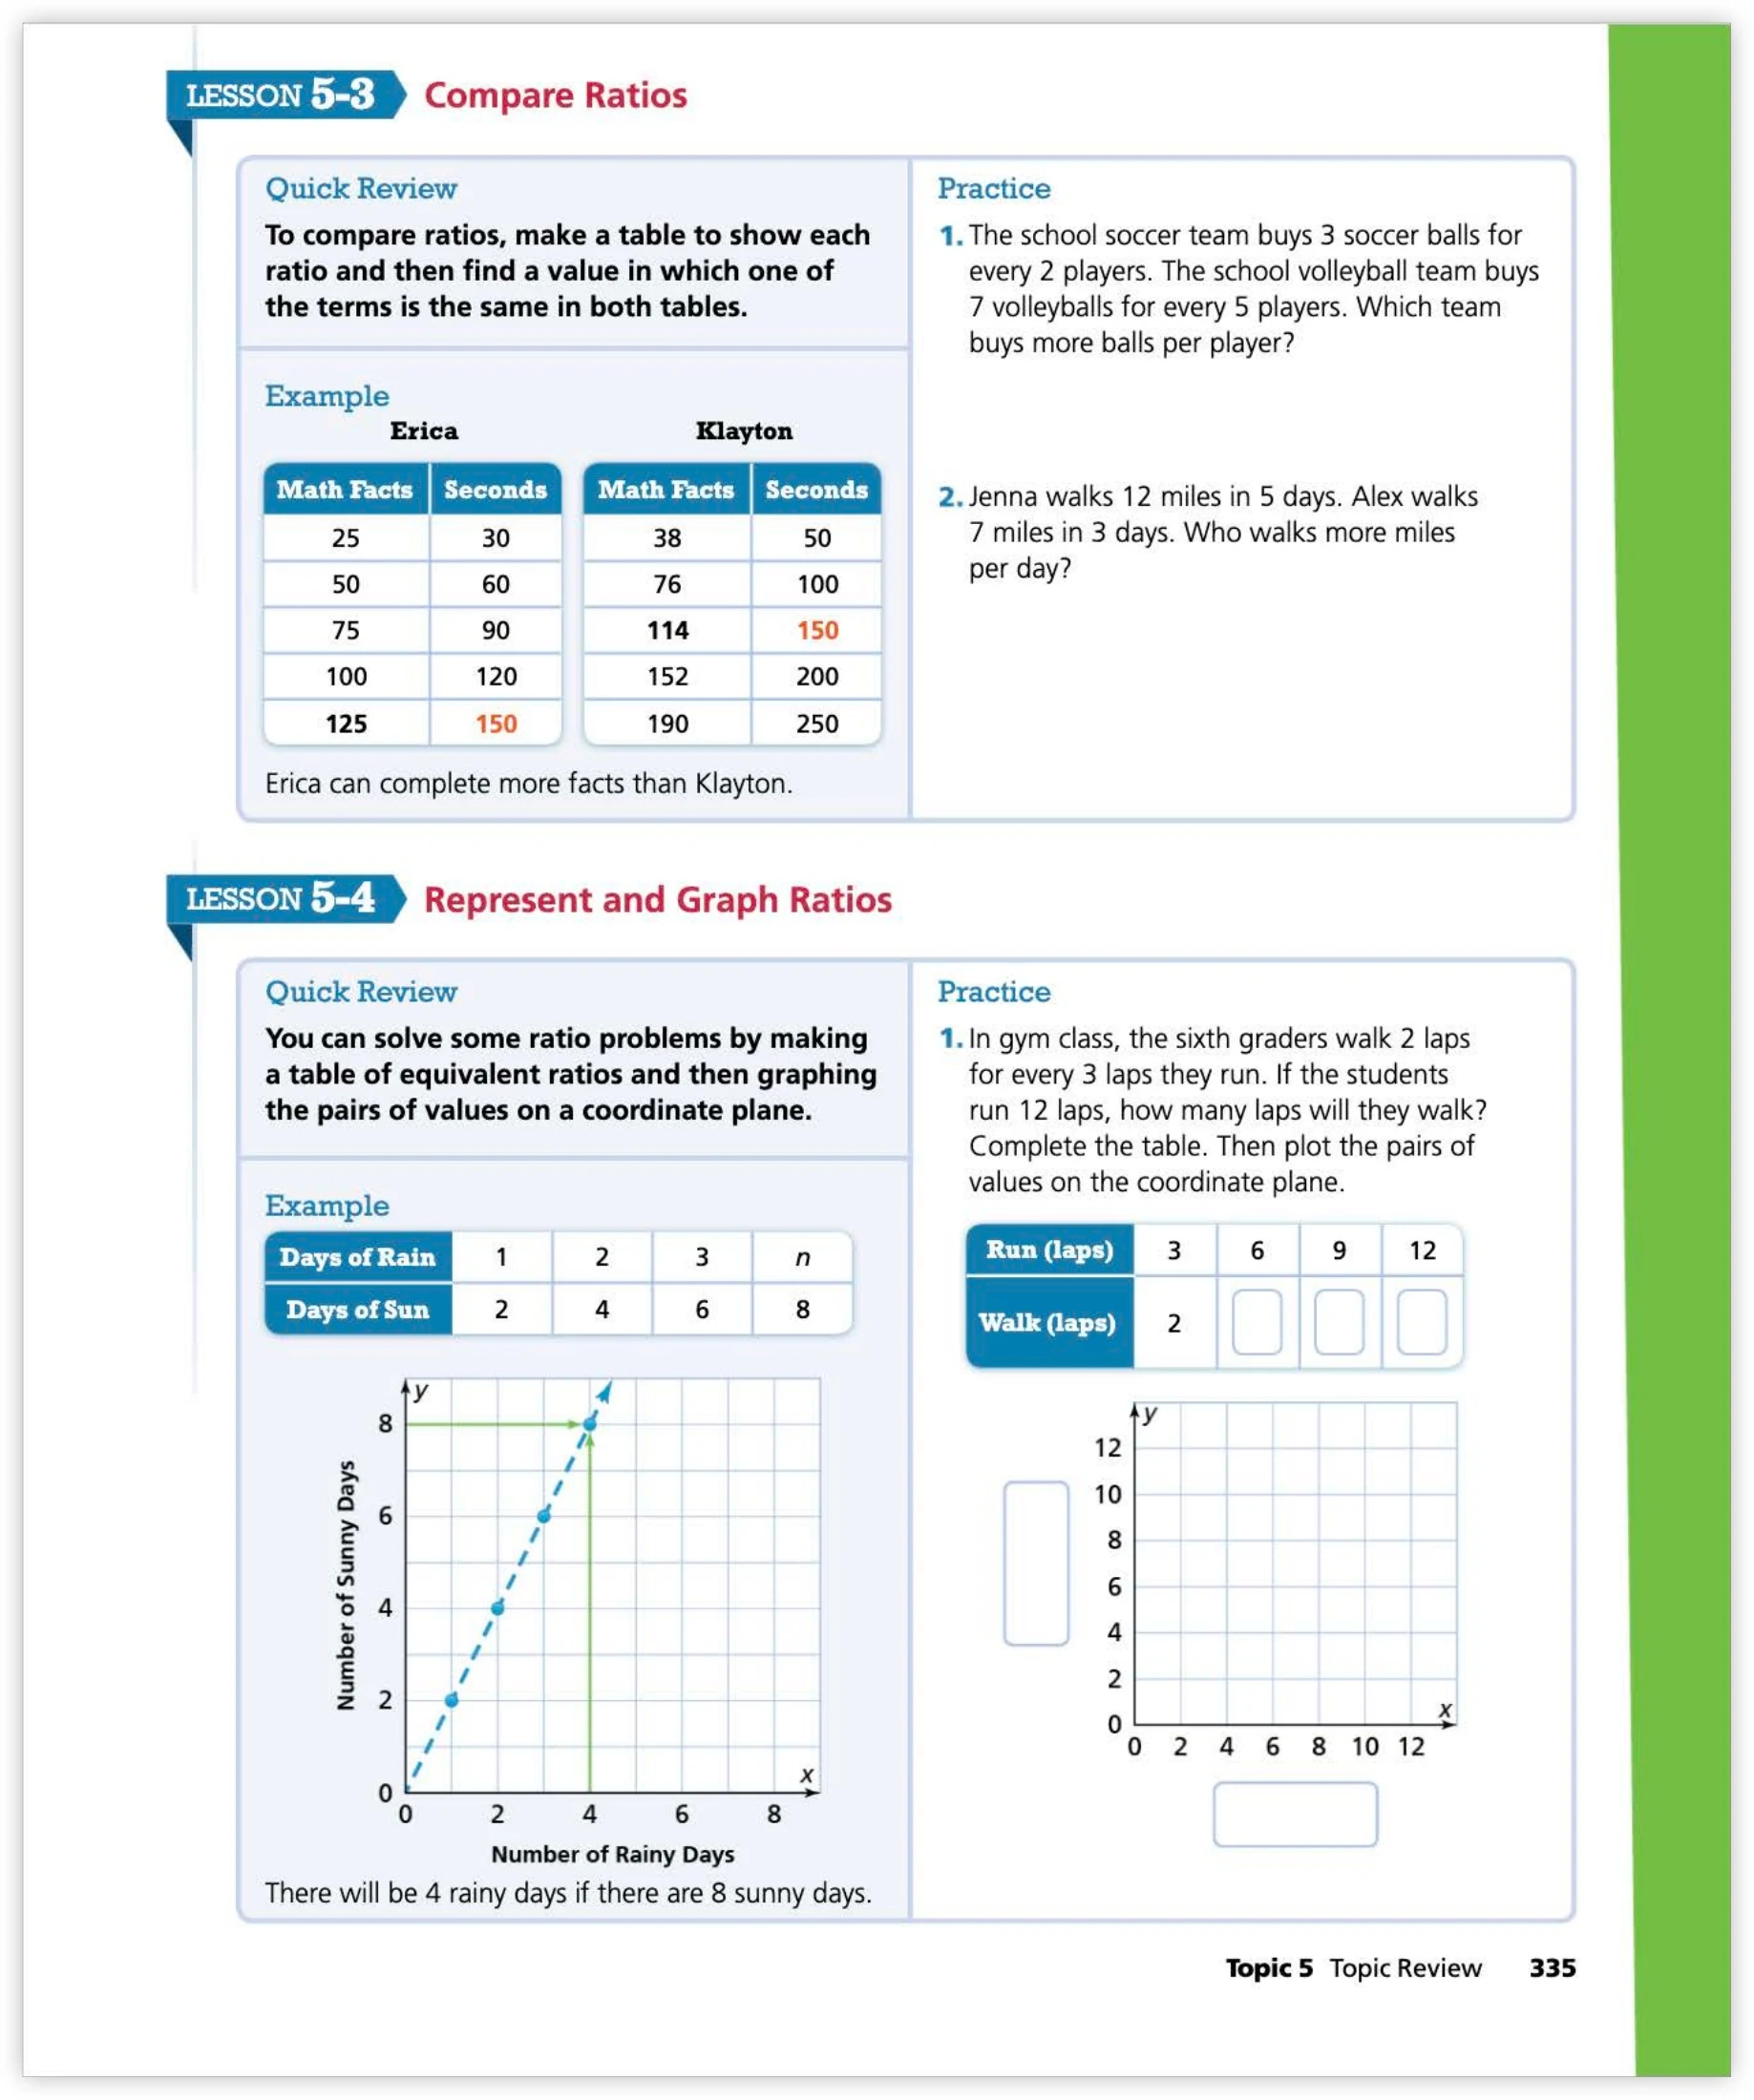 LESSON 5-3 Compare Ratios
Quick Review
To compare ratios, make a table to show each
ratio and then find a value in which one of
the terms is the same in both tables.
Example
Erica Klayton
Math Facts Seconds Math Facts Seconds
25 30 38 50
50 60 76 100
75 90 114 150
100 120 152 200
125 150 190 250
Erica can complete more facts than Klayton.
Practice
1. The school soccer team buys 3 soccer balls for
every 2 players. The school volleyball team buys
7 volleyballs for every 5 players. Which team
buys more balls per player?
2. Jenna walks 12 miles in 5 days. Alex walks
7 miles in 3 days. Who walks more miles
per day?
LESSON 5-4 Represent and Graph Ratios
Quick Review
You can solve some ratio problems by making
a table of equivalent ratios and then graphing
the pairs of values on a coordinate plane.
Example
Days of Rain 1 2 3 n
Days of Sun 2 4 6 8
y
8
6
4
2
0
Number of Sunny Days
x
0 2 4 6 8
Number of Rainy Days
There will be 4 rainy days if there are 8 sunny days.
Practice
1. In gym class, the sixth graders walk 2 laps
for every 3 laps they run. If the students
run 12 laps, how many laps will they walk?
Complete the table. Then plot the pairs of
values on the coordinate plane.
Run (laps) 3 6 9 12
Walk (laps) 2
y
12
10
8
6
4
2
0
x
0 2 4 6 8 10 12
Topic 5 Topic Review 335